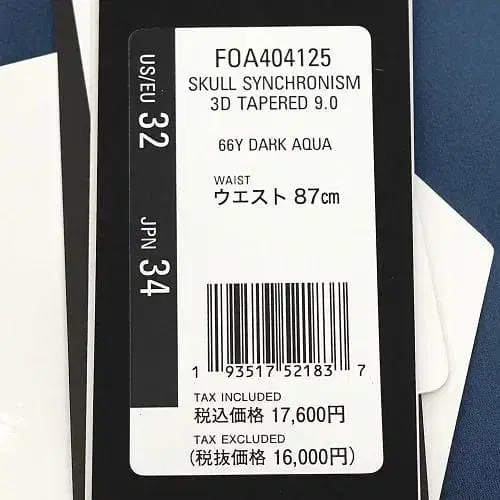 US/EU 32
JPN 34
FOA404125
SKULL SYNCHRONISM
3D TAPERED 9.0
66Y DARK AQUA
WAIST
ウエスト 87cm
1 93517 52183 7
TAX INCLUDED
税込価格 17,600円
TAX EXCLUDED
(税抜価格 16,000円)